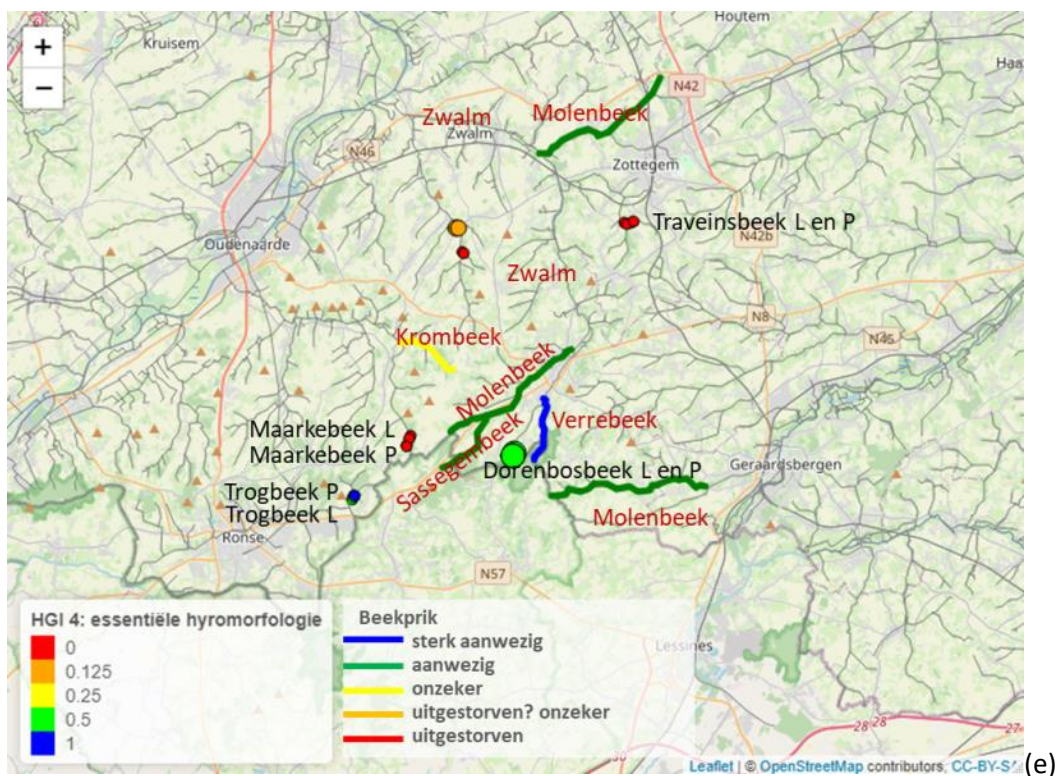 +
−
Kruisem
Houtem
Haa
N42
Zwalm
Zwalm
Molenbeek
N46
Zottegem
Oudenaarde
Traveinsbeek L en P
N42b
Zwalm
N8
N45
Krombeek
Molenbeek
Maarkebeek L
Maarkebeek P
Sassegembeek
Verrebeek
Dorenbosbeek L en P
Geraardsbergen
Trogbeek P
Trogbeek L
Molenbeek
Ronse
N57
HGI 4: essentiële hyromorfologie
0
0.125
0.25
0.5
1
Beekprik
sterk aanwezig
aanwezig
onzeker
uitgestorven? onzeker
uitgestorven
Lessines
28
28
27
30
Leaflet | © OpenStreetMap contributors, CC-BY-SA
(e)